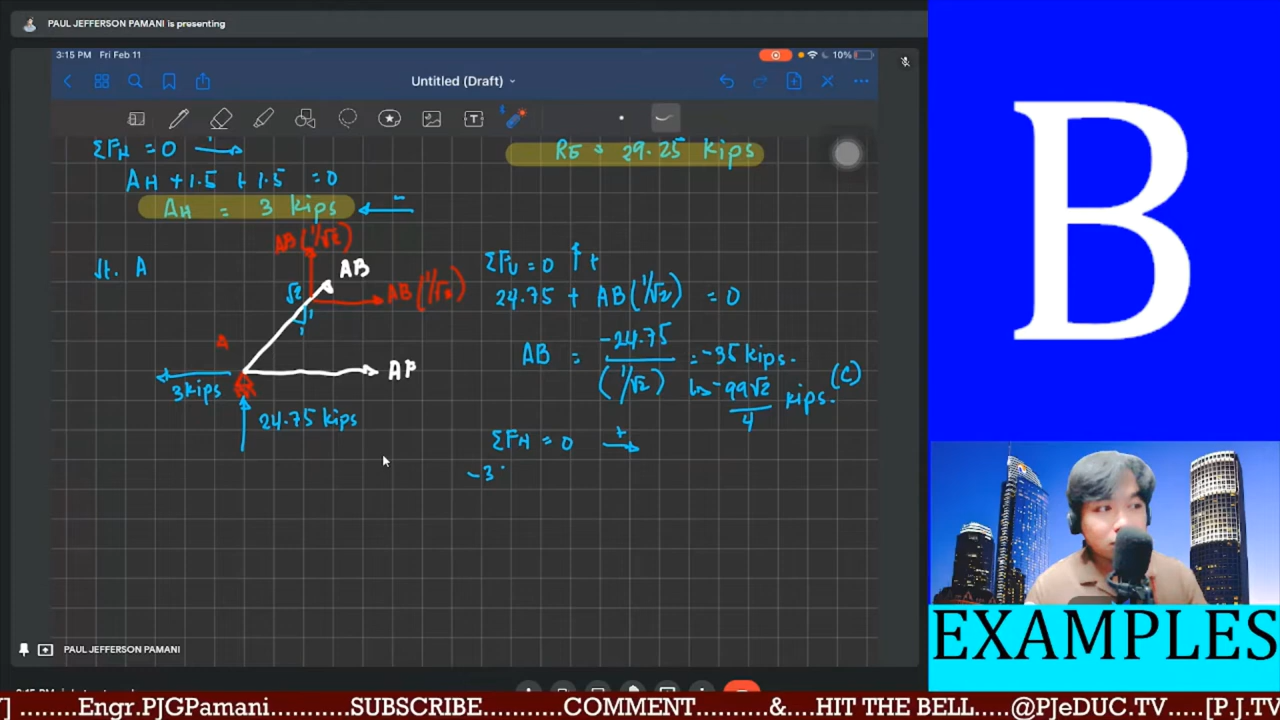 PAUL JEFFERSON PAMANI is presenting
3:15 PM Fri Feb 11
10%
Untitled (Draft)
T
ΣFH = 0
AH + 1.5 + 1.5 = 0
AH = 3 kips
RE = 29.25 kips
Jt. A
AB (1/√2)
AB
AB (1/√2)
√2
1
1
A
AF
3 kips
24.75 kips
ΣFV = 0 ↑ +
24.75 + AB (1/√2) = 0
AB = -24.75 / (1/√2) = -35 kips.
↳ -99√2 / 4 kips. (C)
ΣFH = 0 +→
-3
PAUL JEFFERSON PAMANI
B
EXAMPLES
] ........Engr.PJGPamani............SUBSCRIBE.......COMMENT.......&....HIT THE BELL.....@PJeDUC.TV.....[P.J.TV